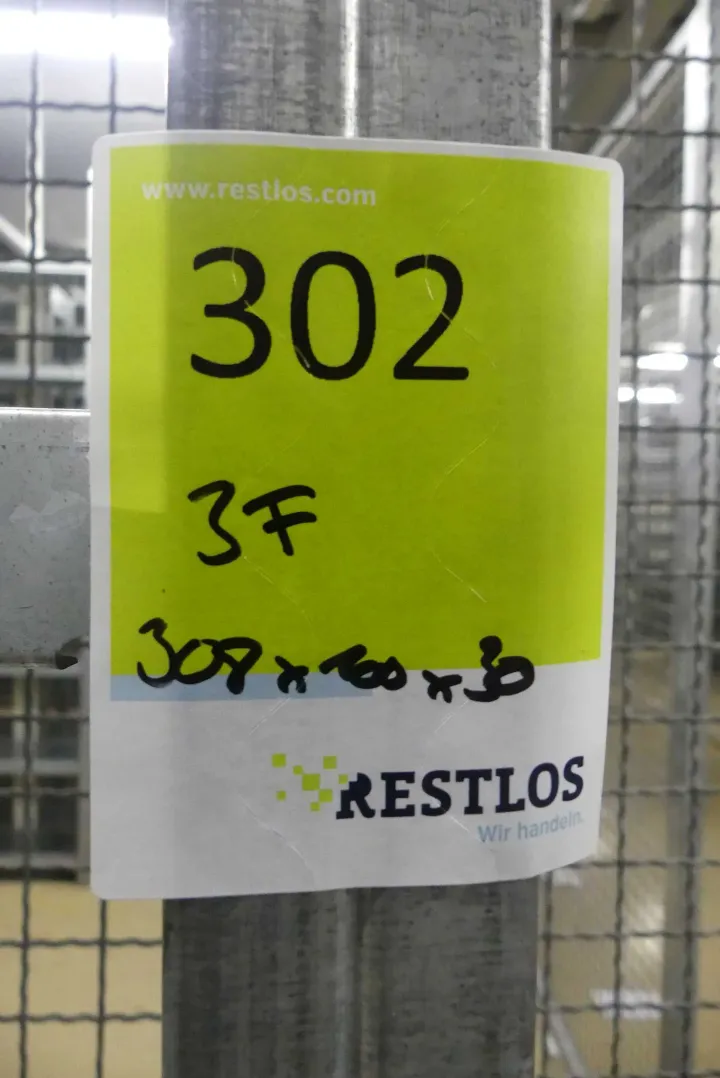 www.restlos.com
302
3F
308 x 100 x 30
RESTLOS
Wir handeln.